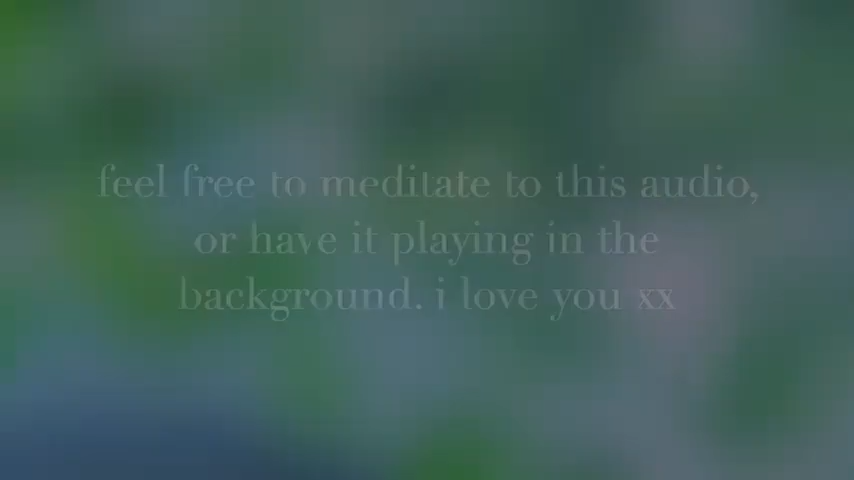 feel free to meditate to this audio,
or have it playing in the
background. i love you xx